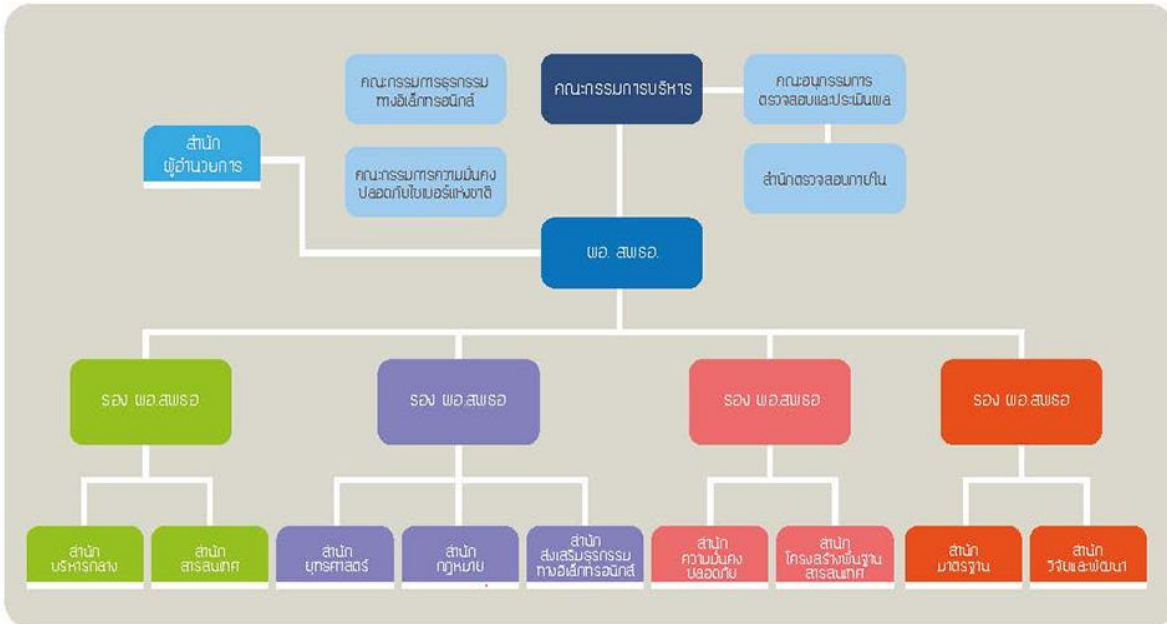 คณะกรรมการธุรกรรม
ทางอิเล็กทรอนิกส์
คณะกรรมการบริหาร
คณะอนุกรรมการ
ตรวจสอบและประเมินผล
สำนัก
ผู้อำนวยการ
คณะกรรมการความมั่นคง
ปลอดภัยไซเบอร์แห่งชาติ
สำนักตรวจสอบภายใน
ผอ. สพธอ.
รอง ผอ.สพธอ
รอง ผอ.สพธอ
รอง ผอ.สพธอ
รอง ผอ.สพธอ
สำนัก
บริหารกลาง
สำนัก
สารสนเทศ
สำนัก
ยุทธศาสตร์
สำนัก
กฎหมาย
สำนัก
ส่งเสริมธุรกรรม
ทางอิเล็กทรอนิกส์
สำนัก
ความมั่นคง
ปลอดภัย
สำนัก
โครงสร้างพื้นฐาน
สารสนเทศ
สำนัก
มาตรฐาน
สำนัก
วิจัยและพัฒนา